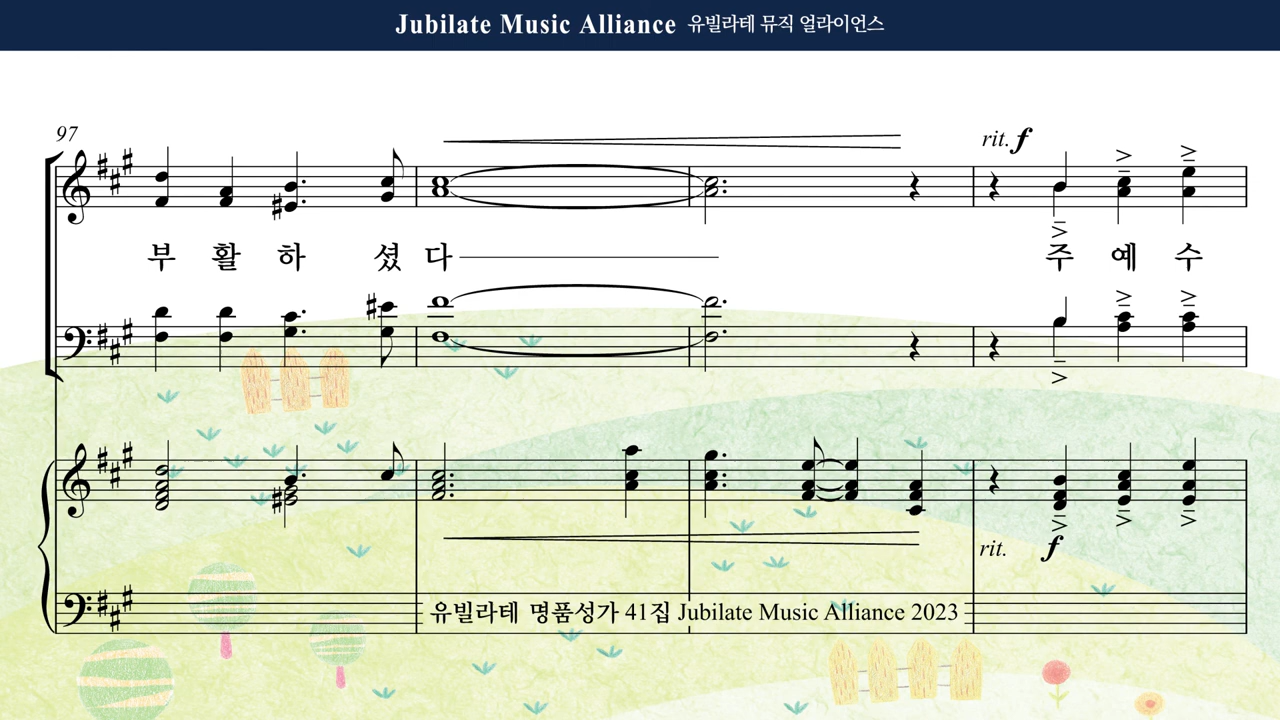 Jubilate Music Alliance 유빌라테 뮤직 얼라이언스
97
rit. f
부 활 하 셨 다 주 예 수
rit. f
유빌라테 명품성가 41집 Jubilate Music Alliance 2023